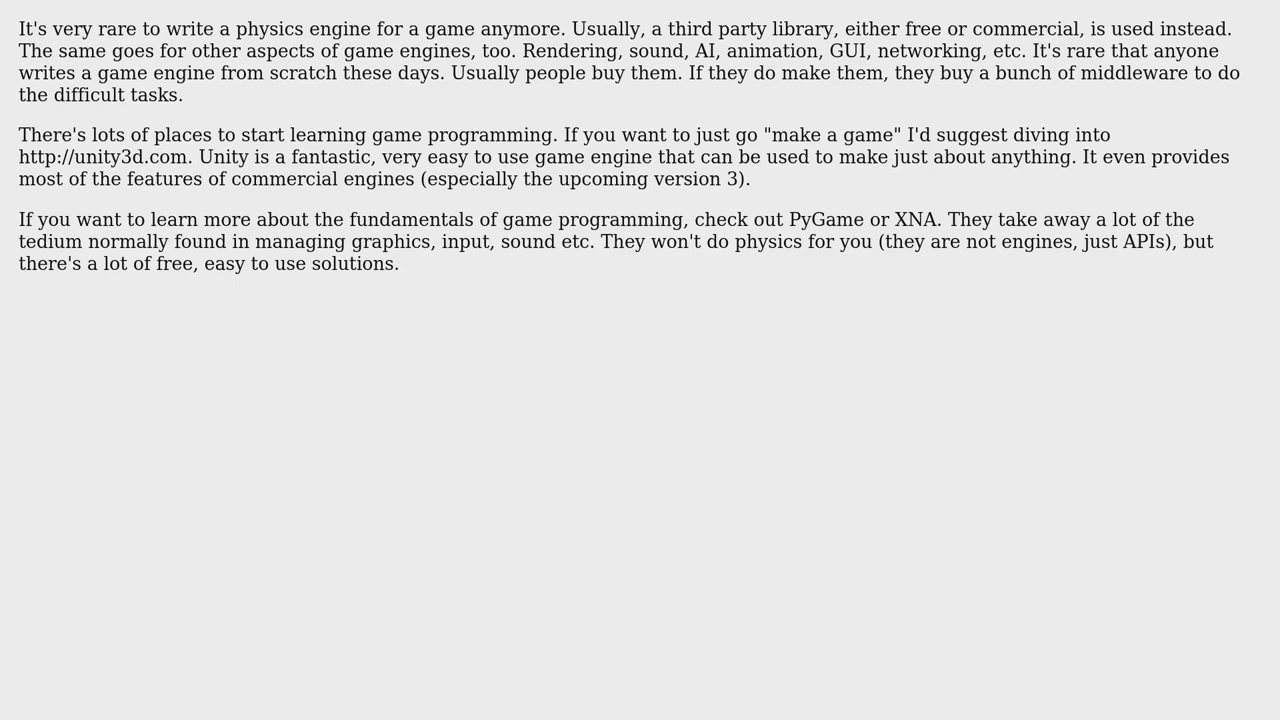 It's very rare to write a physics engine for a game anymore. Usually, a third party library, either free or commercial, is used instead.
The same goes for other aspects of game engines, too. Rendering, sound, AI, animation, GUI, networking, etc. It's rare that anyone
writes a game engine from scratch these days. Usually people buy them. If they do make them, they buy a bunch of middleware to do
the difficult tasks.
There's lots of places to start learning game programming. If you want to just go "make a game" I'd suggest diving into
http://unity3d.com. Unity is a fantastic, very easy to use game engine that can be used to make just about anything. It even provides
most of the features of commercial engines (especially the upcoming version 3).
If you want to learn more about the fundamentals of game programming, check out PyGame or XNA. They take away a lot of the
tedium normally found in managing graphics, input, sound etc. They won't do physics for you (they are not engines, just APIs), but
there's a lot of free, easy to use solutions.